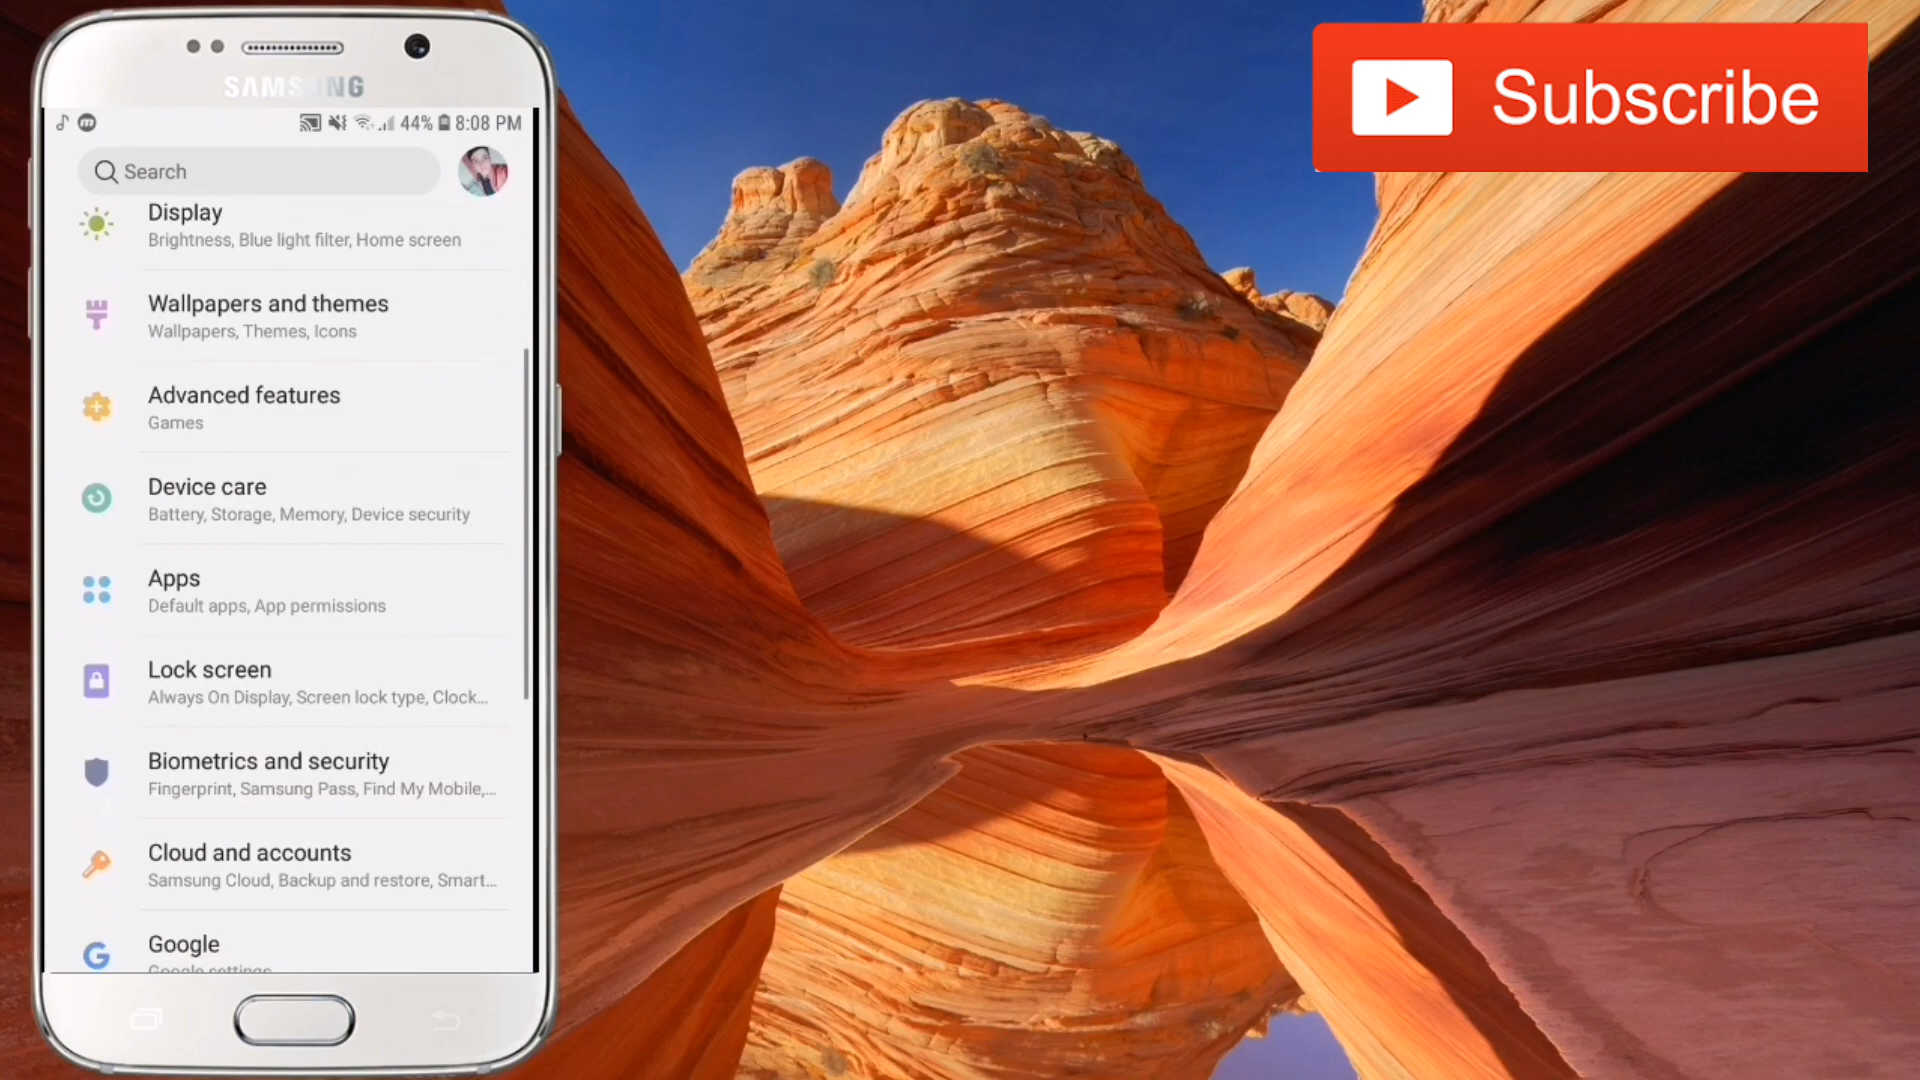 SAMSUNG
44% 8:08 PM
Search
Display
Brightness, Blue light filter, Home screen
Wallpapers and themes
Wallpapers, Themes, Icons
Advanced features
Games
Device care
Battery, Storage, Memory, Device security
Apps
Default apps, App permissions
Lock screen
Always On Display, Screen lock type, Clock...
Biometrics and security
Fingerprint, Samsung Pass, Find My Mobile,...
Cloud and accounts
Samsung Cloud, Backup and restore, Smart...
Google
Google settings
Subscribe